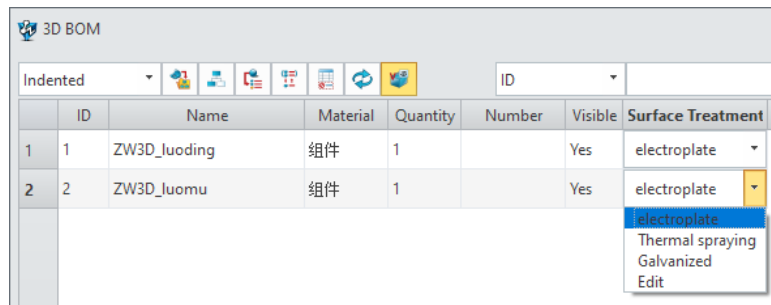 3D BOM
Indented ID
ID Name Material Quantity Number Visible Surface Treatment
1 1 ZW3D_luoding 组件 1 Yes electroplate
2 2 ZW3D_luomu 组件 1 Yes electroplate
electroplate
Thermal spraying
Galvanized
Edit